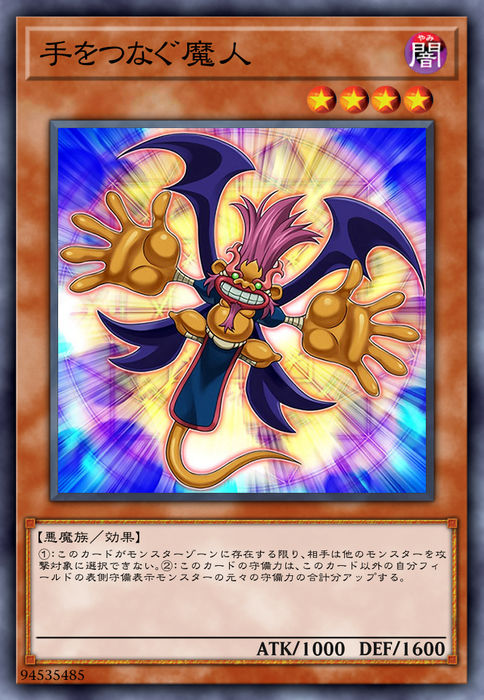 手をつなぐ魔人
やみ
闇
【悪魔族／効果】
①:このカードがモンスターゾーンに存在する限り、相手は他のモンスターを攻
撃対象に選択できない。②:このカードの守備力は、このカード以外の自分フィ
ールドの表側守備表示モンスターの元々の守備力の合計分アップする。
ATK/1000 DEF/1600
94535485